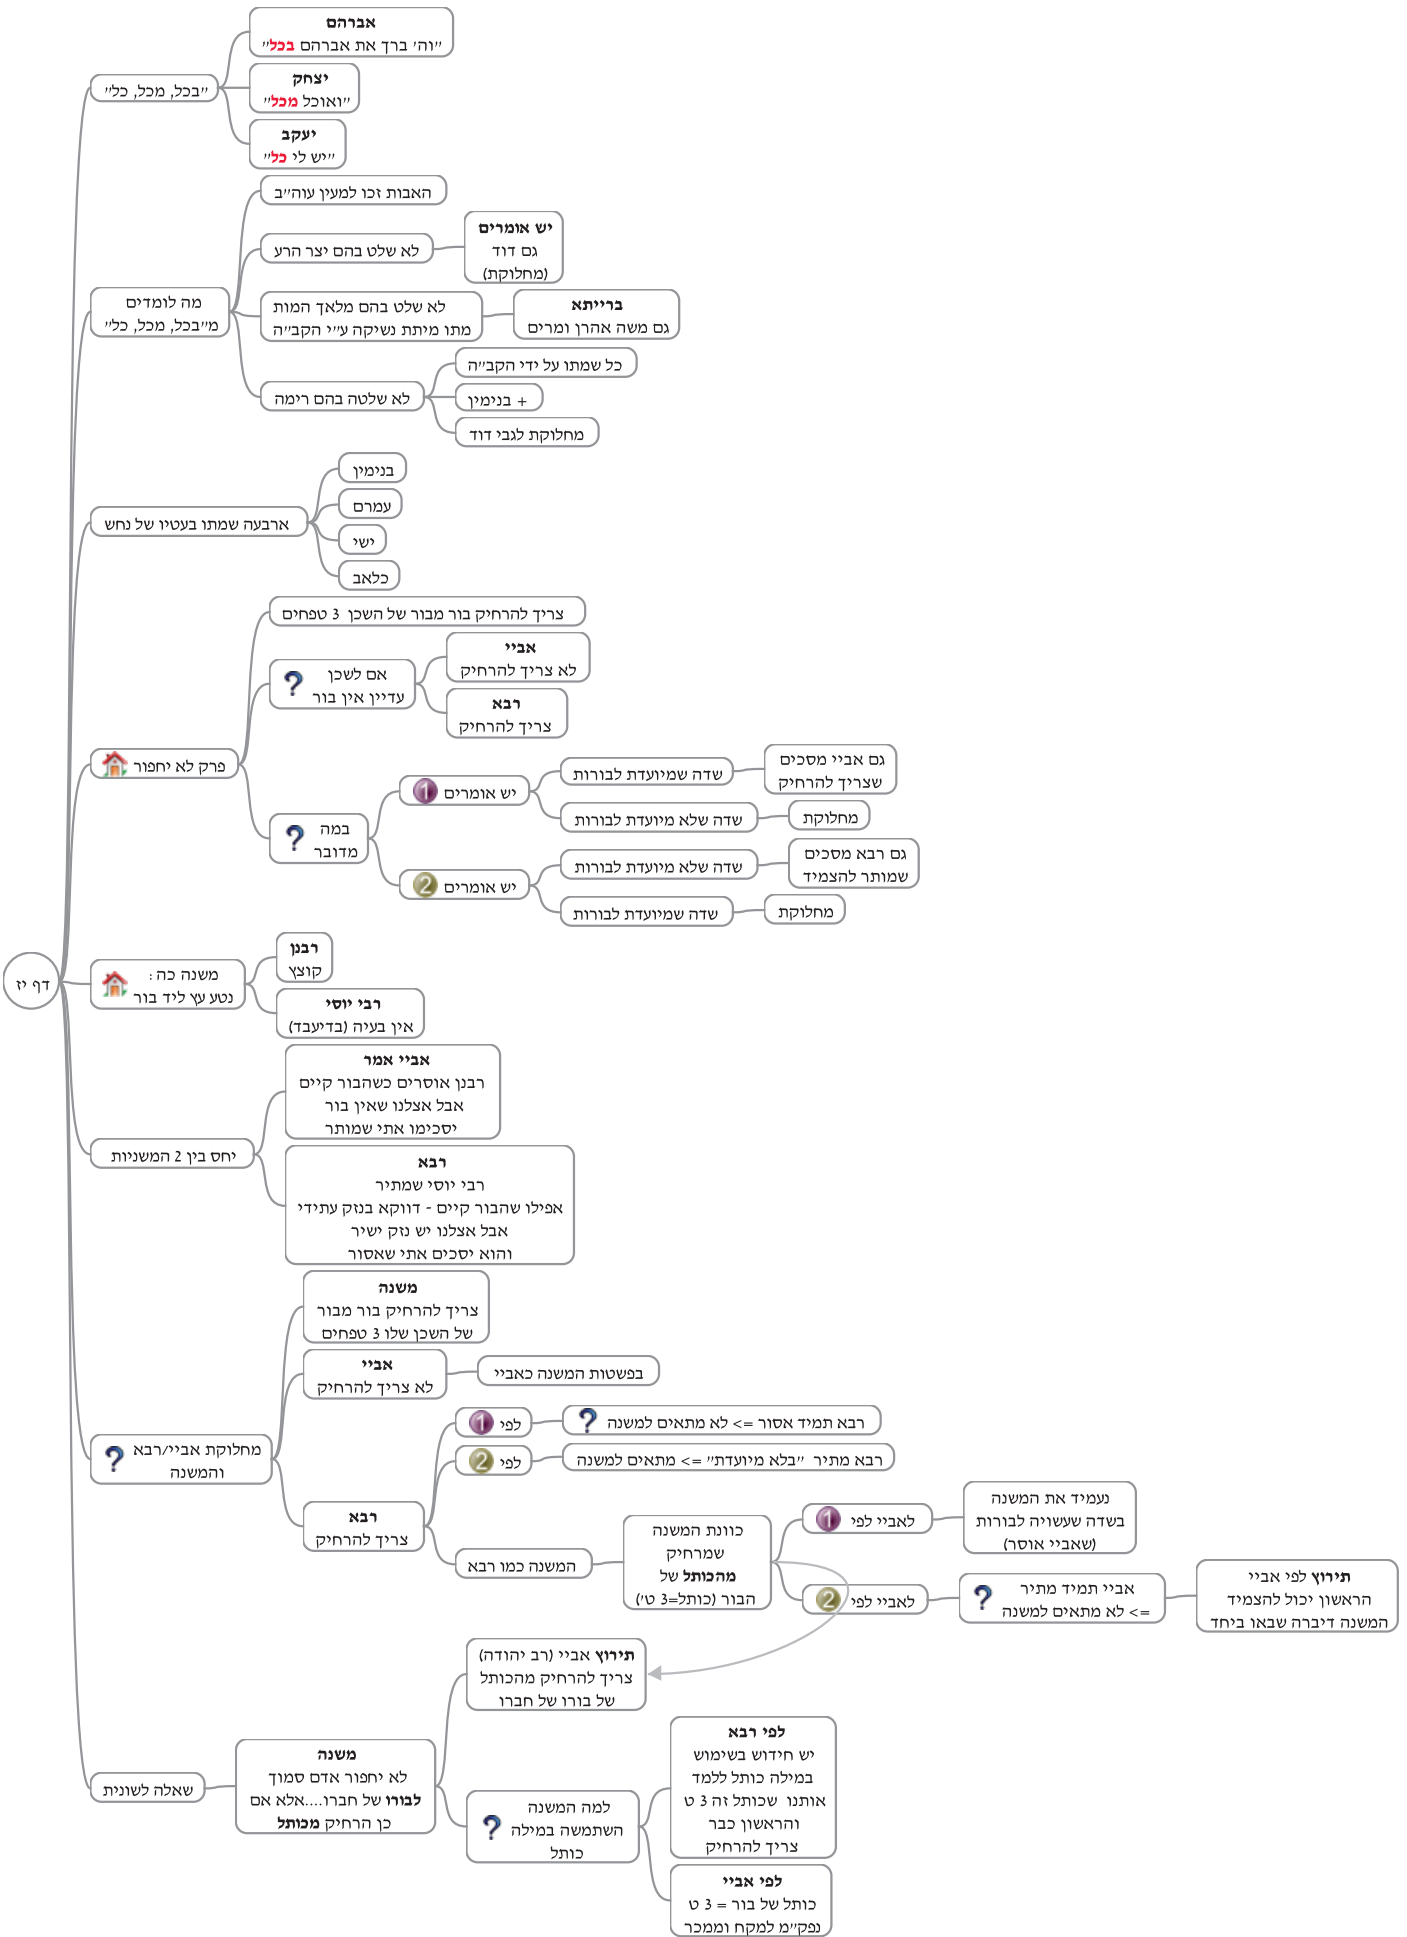 דף יז
"בכל, מכל, כל"
אברהם
"וה' ברך את אברהם בכל"
יצחק
"ואוכל מכל"
יעקב
"יש לי כל"
מה לומדים
מ"בכל, מכל, כל"
האבות זכו למעין עוה"ב
לא שלט בהם יצר הרע
יש אומרים
גם דוד
(מחלוקת)
לא שלט בהם מלאך המות
מתו מיתת נשיקה ע"י הקב"ה
ברייתא
גם משה אהרן ומרים
לא שלטה בהם רימה
כל שמתו על ידי הקב"ה
+ בנימין
מחלוקת לגבי דוד
ארבעה שמתו בעטיו של נחש
בנימין
עמרם
ישי
כלאב
פרק לא יחפור
צריך להרחיק בור מבור של השכן 3 טפחים
אם לשכן
עדיין אין בור
אביי
לא צריך להרחיק
רבא
צריך להרחיק
במה
מדובר
יש אומרים 1
שדה שמיועדת לבורות
גם אביי מסכים
שצריך להרחיק
שדה שלא מיועדת לבורות
מחלוקת
יש אומרים 2
שדה שלא מיועדת לבורות
גם רבא מסכים
שמותר להצמיד
שדה שמיועדת לבורות
מחלוקת
משנה כה :
נטע עץ ליד בור
רבנן
קוצץ
רבי יוסי
אין בעיה (בדיעבד)
יחס בין 2 המשניות
אביי אמר
רבנן אוסרים כשהבור קיים
אבל אצלנו שאין בור
יסכימו אתי שמותר
רבא
רבי יוסי שמתיר
אפילו שהבור קיים - דווקא בנזק עתידי
אבל אצלנו יש נזק ישיר
והוא יסכים אתי שאסור
מחלוקת אביי/רבא
והמשנה
משנה
צריך להרחיק בור מבור
של השכן שלו 3 טפחים
אביי
לא צריך להרחיק
בפשטות המשנה כאביי
רבא
צריך להרחיק
לפי 1
רבא תמיד אסור => לא מתאים למשנה
לפי 2
רבא מתיר "בלא מיועדת" => מתאים למשנה
המשנה כמו רבא
כוונת המשנה
שמרחיק
מהכותל של
הבור (כותל=3 ט')
לאביי לפי 1
נעמיד את המשנה
בשדה שעשויה לבורות
(שאביי אוסר)
לאביי לפי 2
אביי תמיד מתיר
=> לא מתאים למשנה
תירוץ לפי אביי
הראשון יכול להצמיד
המשנה דיברה שבאו ביחד
שאלה לשונית
משנה
לא יחפור אדם סמוך
לבורו של חברו....אלא אם
כן הרחיק מכותל
תירוץ אביי (רב יהודה)
צריך להרחיק מהכותל
של בורו של חברו
למה המשנה
השתמשה במילה
כותל
לפי רבא
יש חידוש בשימוש
במילה כותל ללמד
אותנו שכותל זה 3 ט
והראשון כבר
צריך להרחיק
לפי אביי
כותל של בור = 3 ט
נפק"מ למקח וממכר